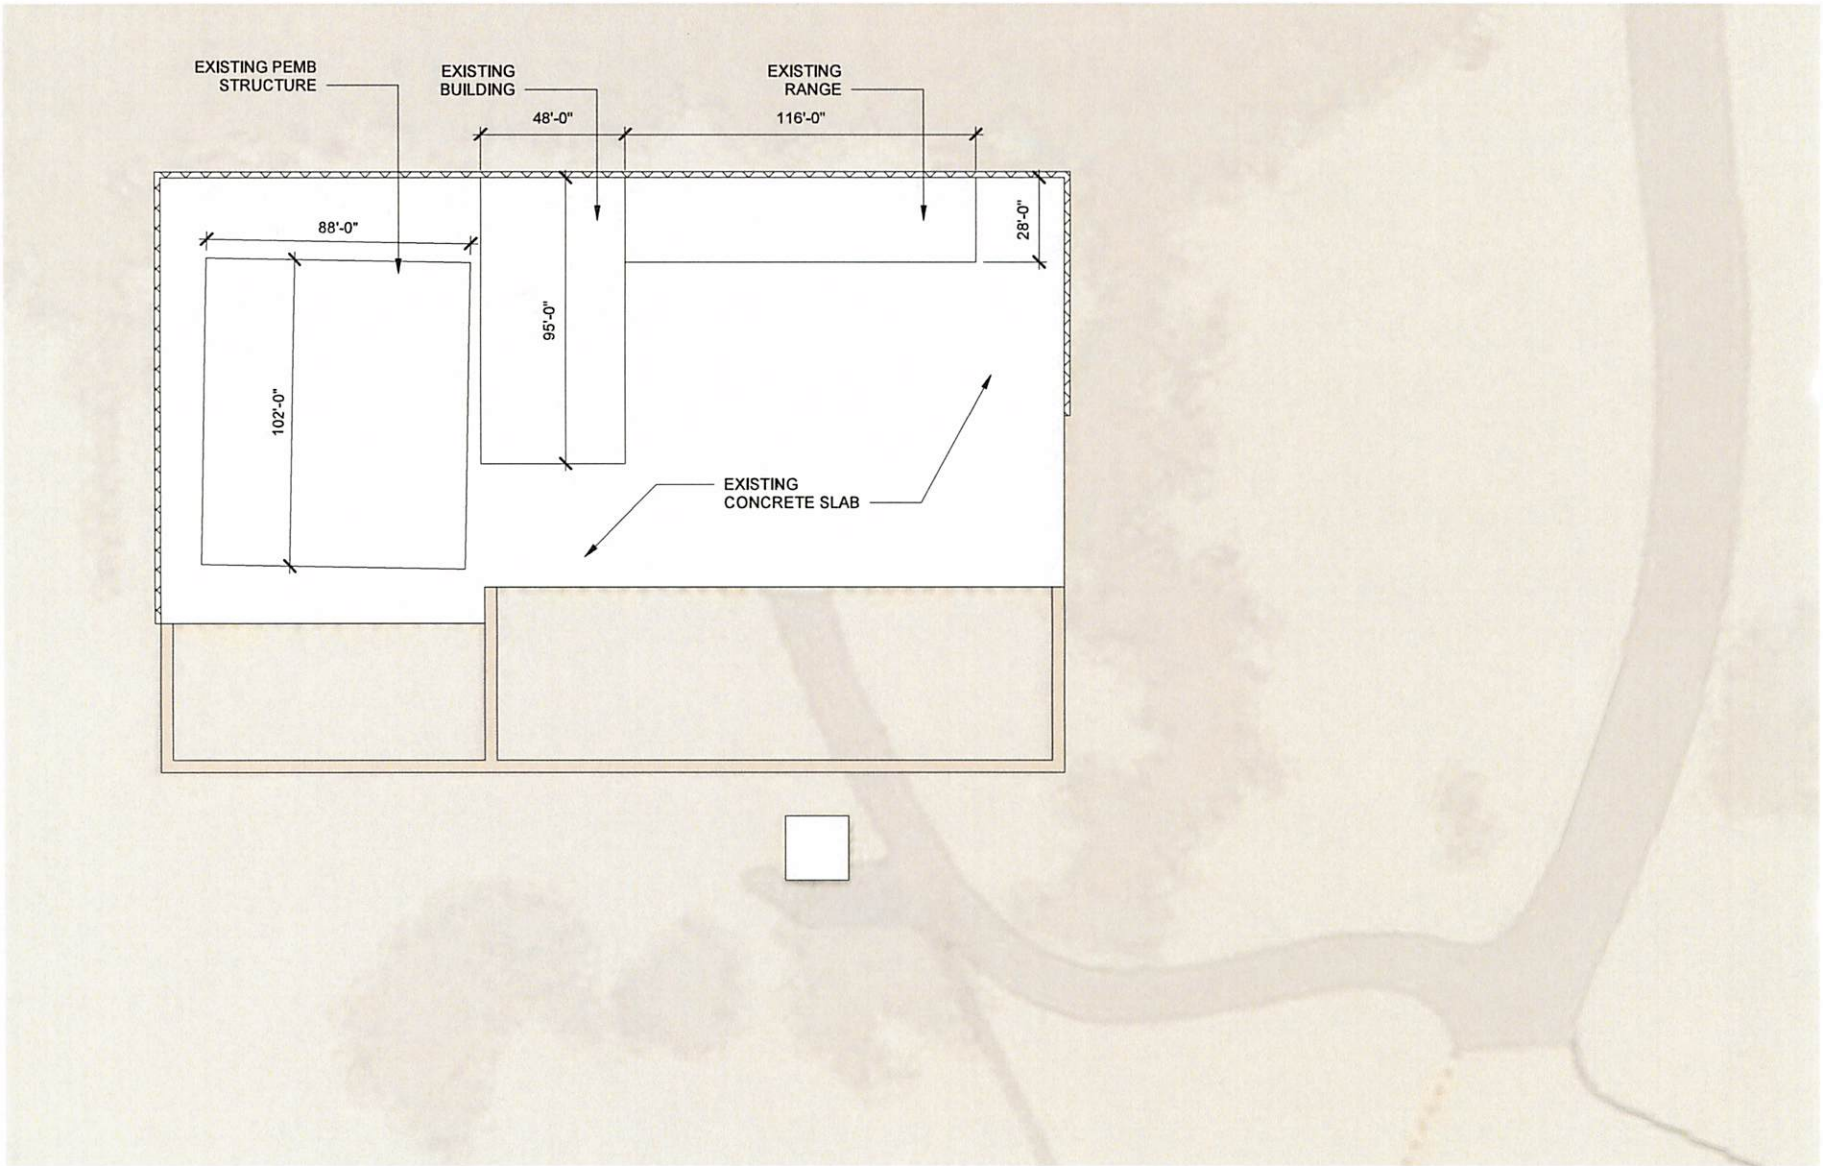 EXISTING PEMB
STRUCTURE
EXISTING
BUILDING
EXISTING
RANGE
48'-0"
116'-0"
88'-0"
28'-0"
95'-0"
102'-0"
EXISTING
CONCRETE SLAB